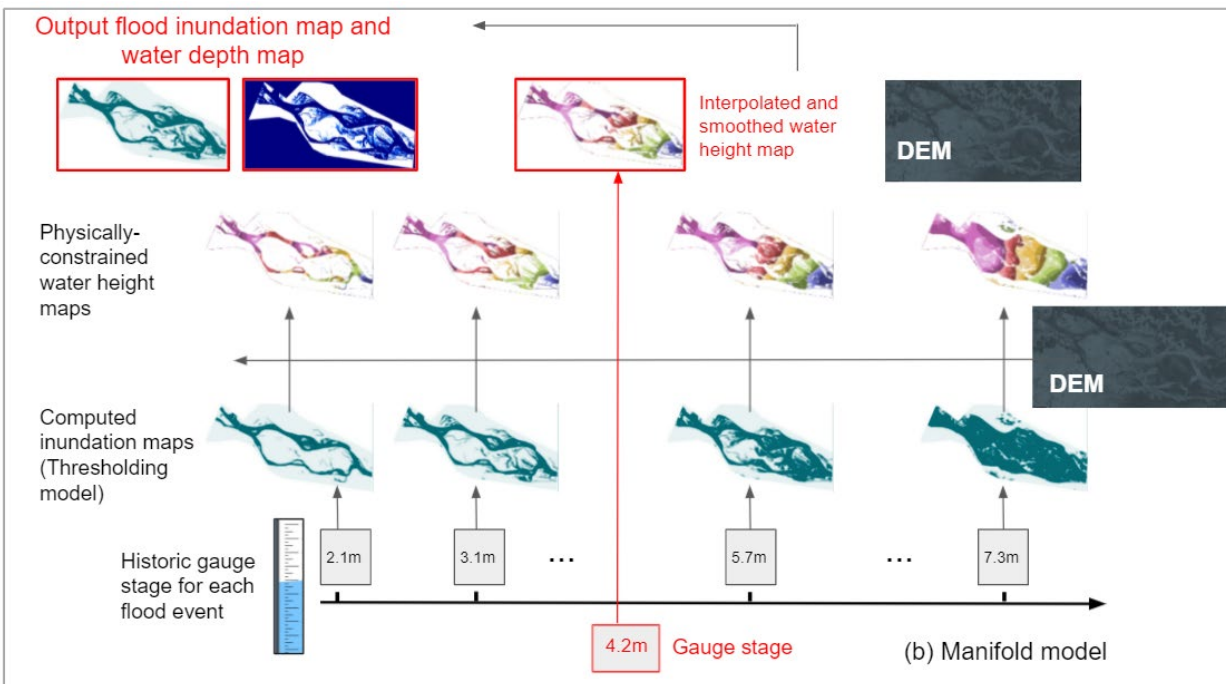 Output flood inundation map and
water depth map
Interpolated and
smoothed water
height map
DEM
Physically-
constrained
water height
maps
DEM
Computed
inundation maps
(Thresholding
model)
Historic gauge
stage for each
flood event
2.1m
3.1m
...
5.7m
...
7.3m
4.2m
Gauge stage
(b) Manifold model